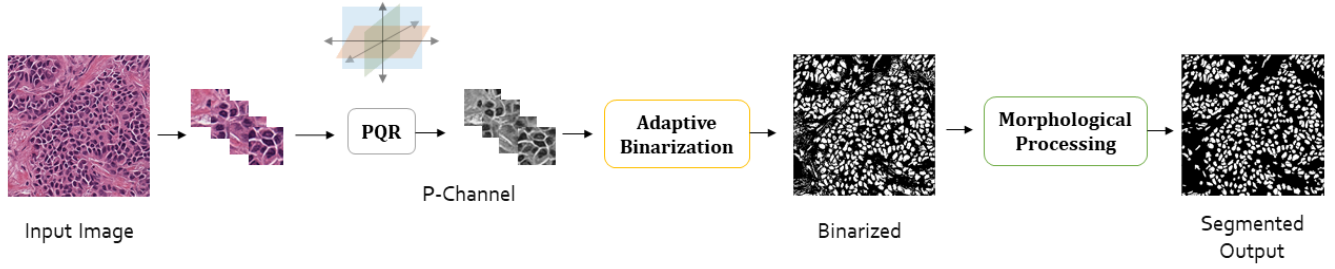 PQR
P-Channel
Adaptive
Binarization
Morphological
Processing
Input Image
Binarized
Segmented
Output